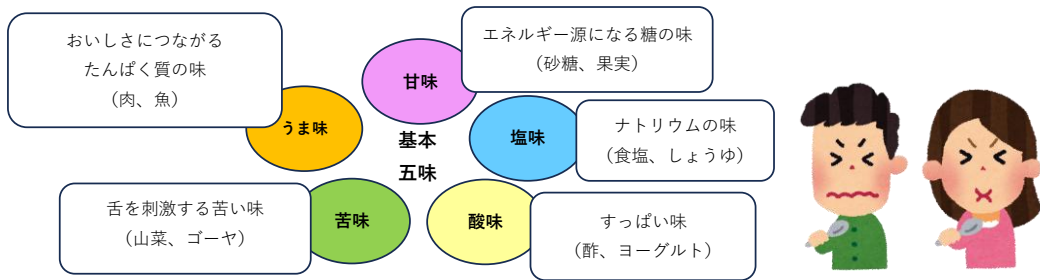 おいしさにつながる
たんぱく質の味
(肉、魚)
うま味
甘味
エネルギー源になる糖の味
(砂糖、果実)
基本
五味
塩味
ナトリウムの味
(食塩、しょうゆ)
舌を刺激する苦い味
(山菜、ゴーヤ)
苦味
酸味
すっぱい味
(酢、ヨーグルト)